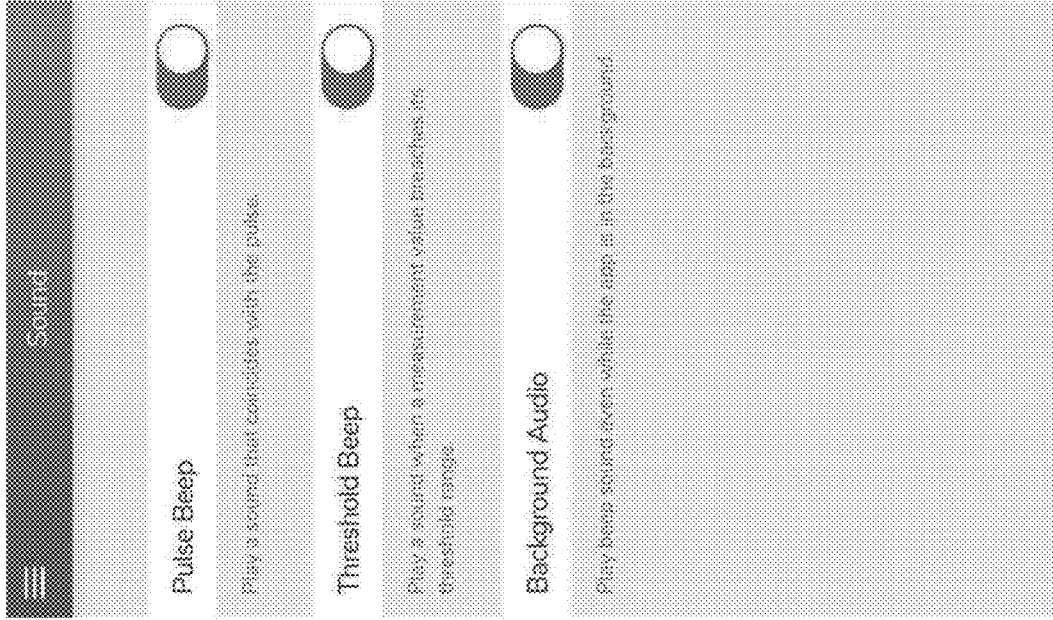 Sound
Pulse Beep
Play a sound that coincides with the pulse.
Threshold Beep
Play a sound when a measurement value breaches its
threshold range.
Background Audio
Play beep sound even while the app is in the background.